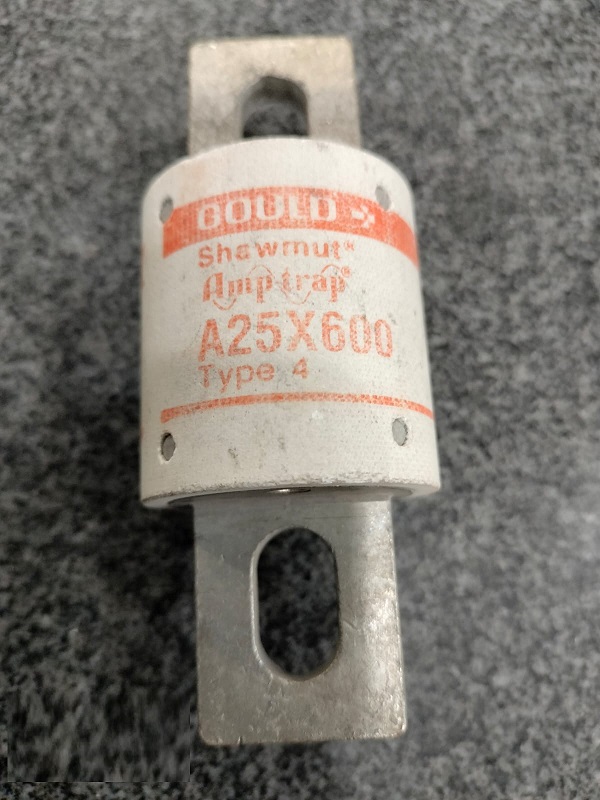 GOULD
Shawmut®
Amp-trap®
A25X600
Type 4